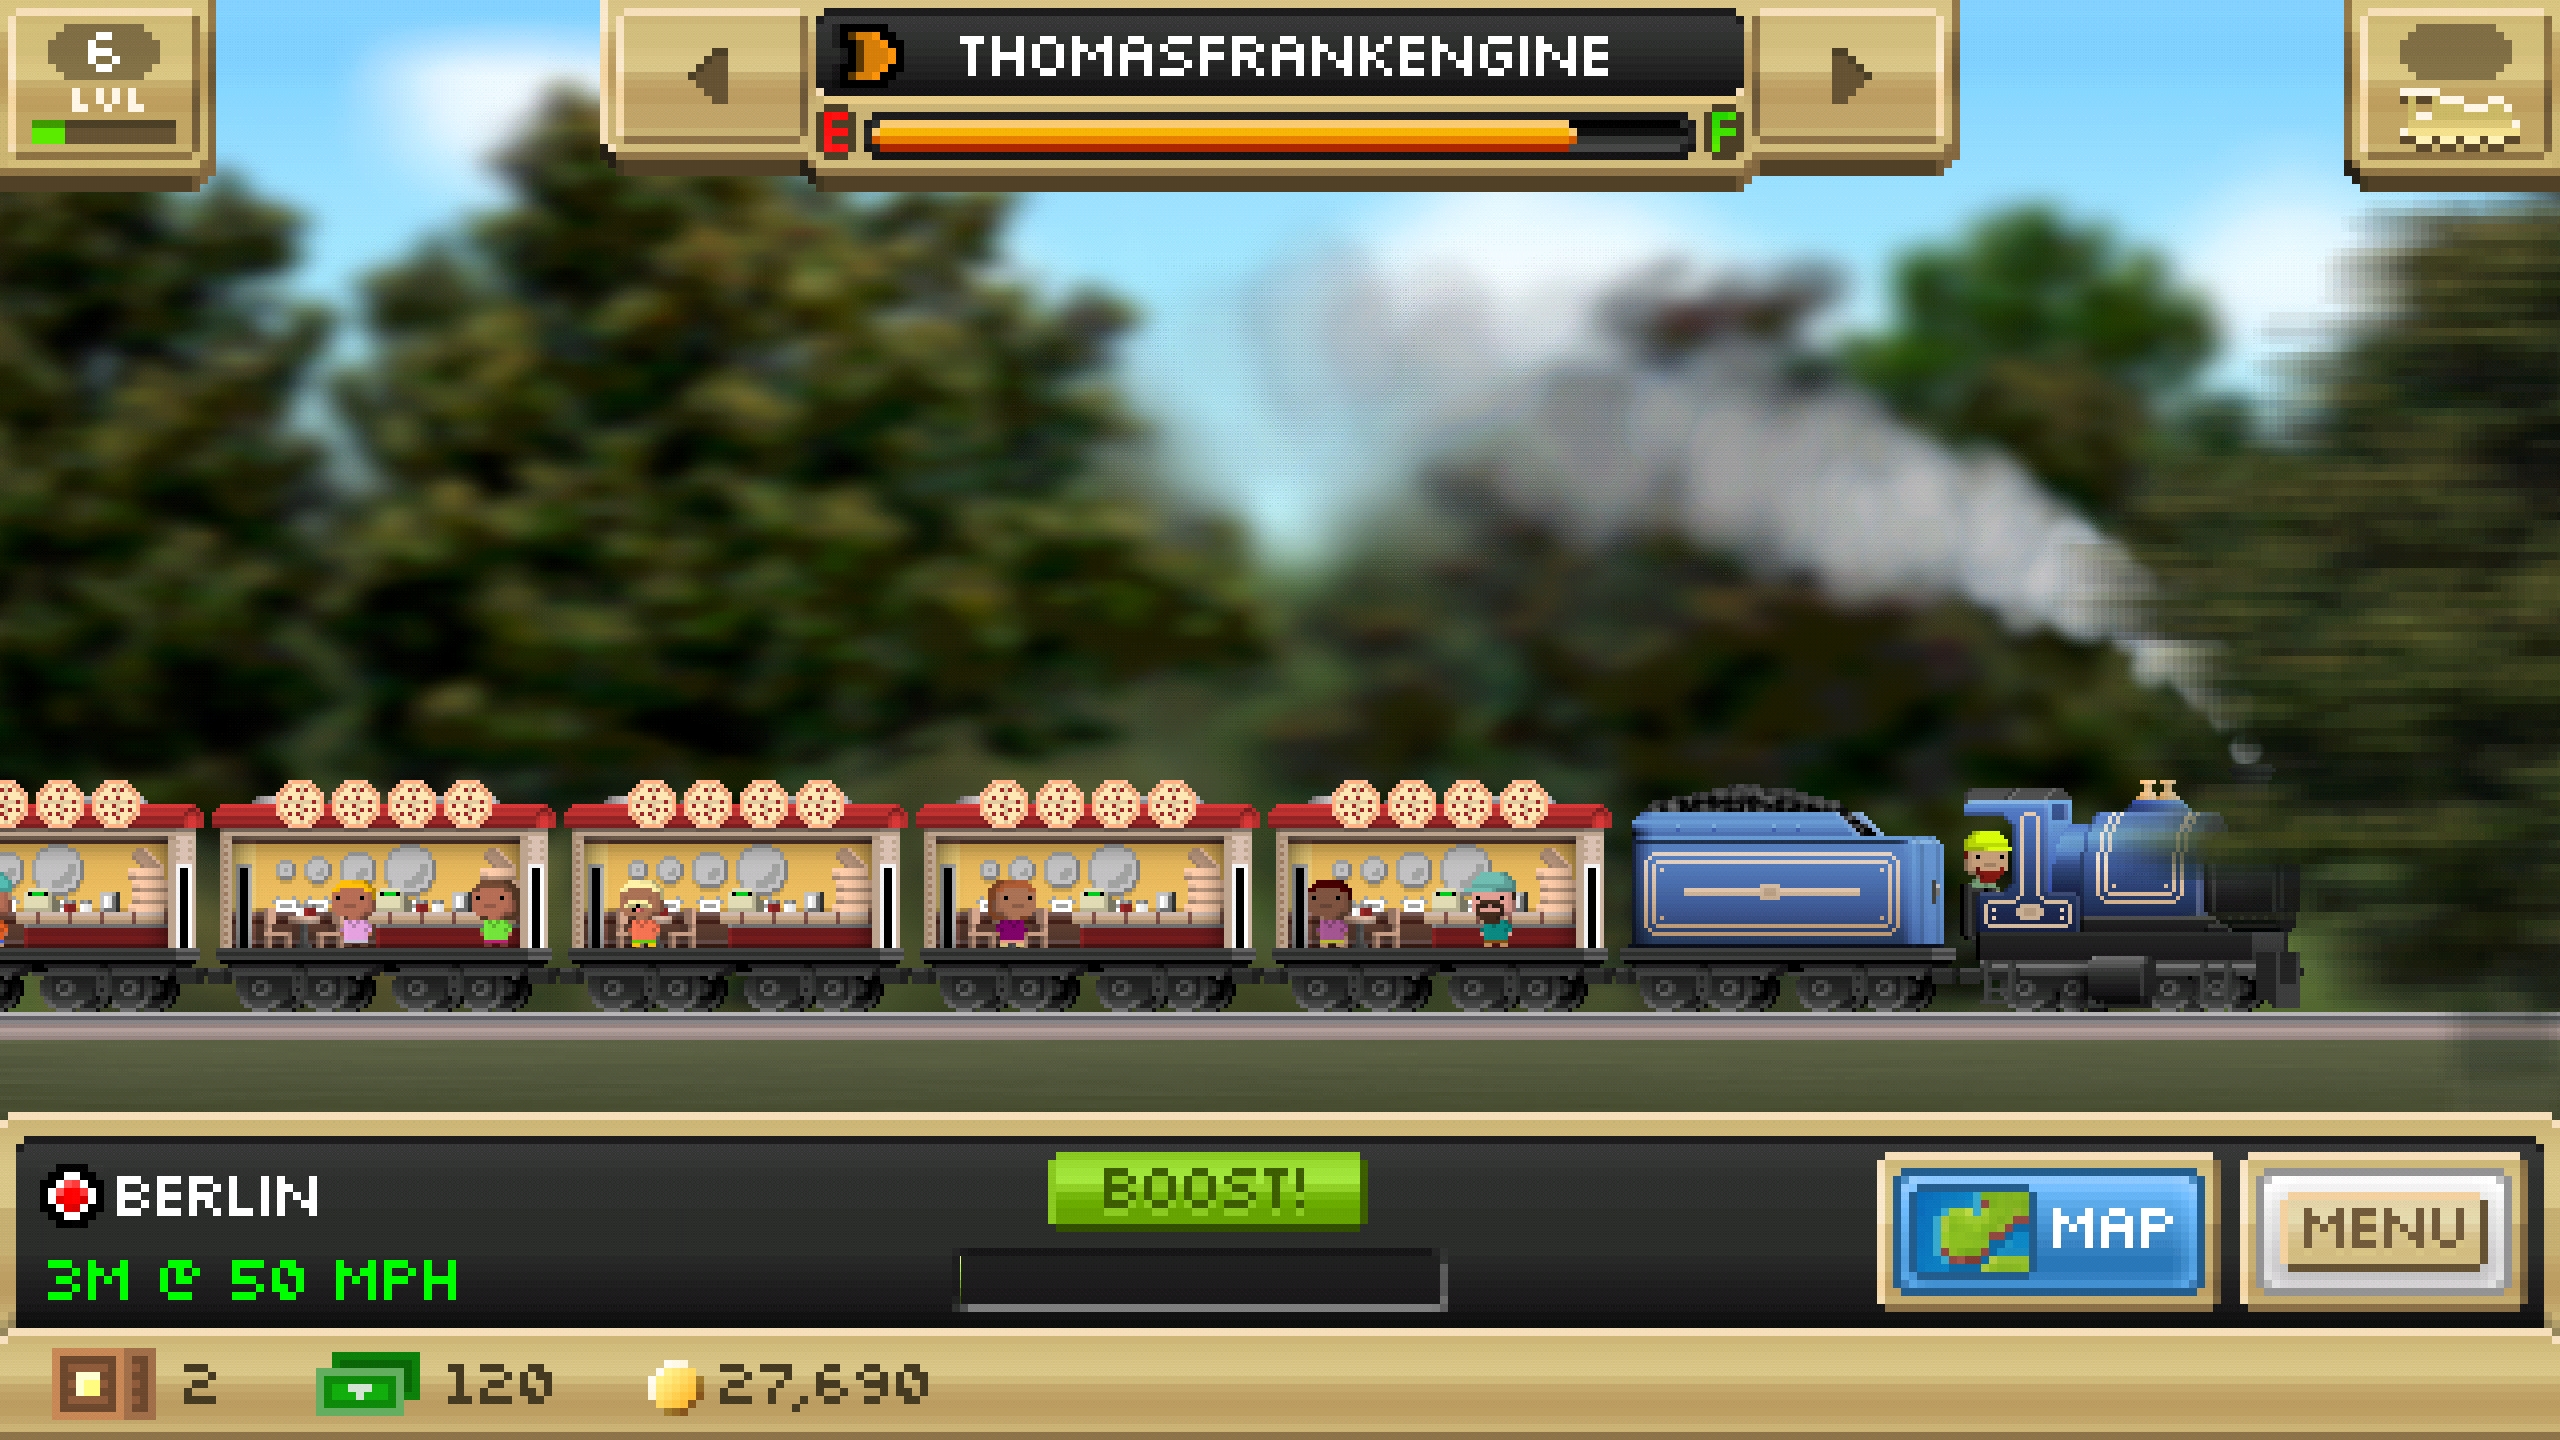 6
LVL
THOMASFRANKENGINE
E
F
BERLIN
3M @ 50 MPH
BOOST!
MAP
MENU
2
120
27,690